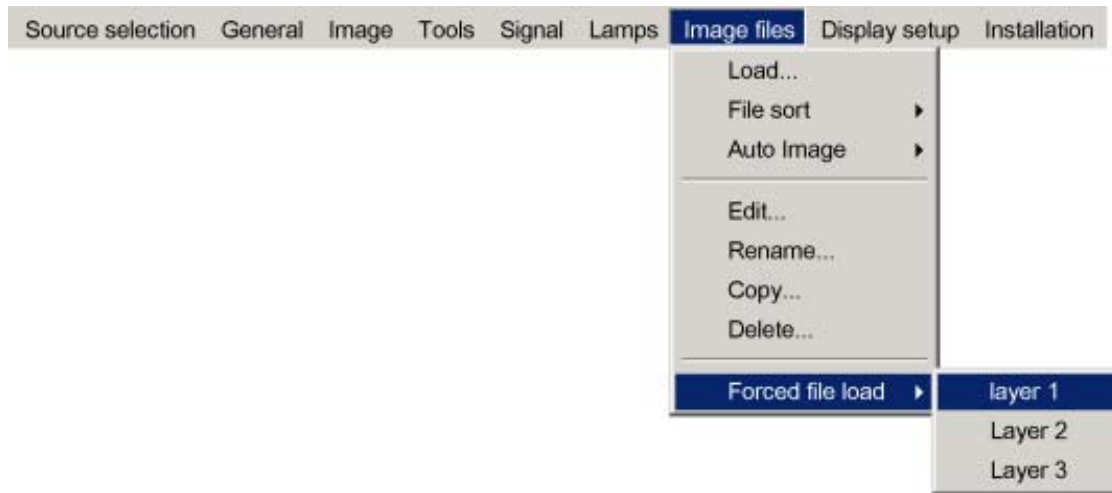 Source selection General Image Tools Signal Lamps Image files Display setup Installation
Load...
File sort
Auto Image
Edit...
Rename...
Copy...
Delete...
Forced file load layer 1
Layer 2
Layer 3